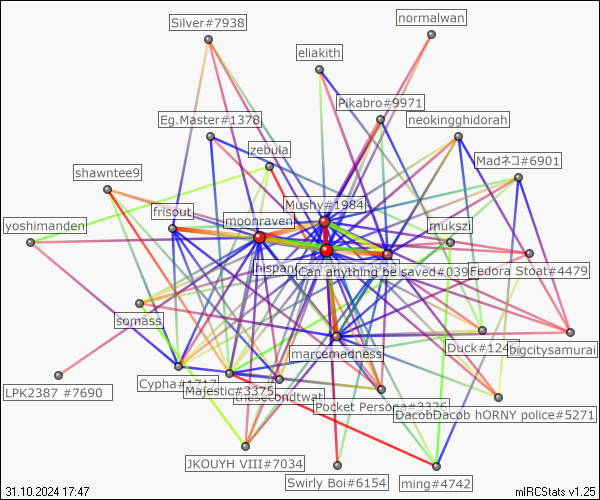 Silver#7938
normalwan
eliakith
Pikabro#9971
Eg.Master#1378
neokingghidorah
zebula
Madネコ#6901
shawntee9
Mushy#1984
frisout
moonraven
mukszi
yoshimanden
hispan
Can anything be saved#039
Fedora Stoat#4479
somass
Duck#124
bigcitysamurai
marcemadness
Cypha#1717
Majestic#3375
thesecondtwat
LPK2387 #7690
Pocket Persona#3326
DacobDacob hORNY police#5271
JKOUYH VIII#7034
Swirly Boi#6154
ming#4742
31.10.2024 17:47
mIRCStats v1.25